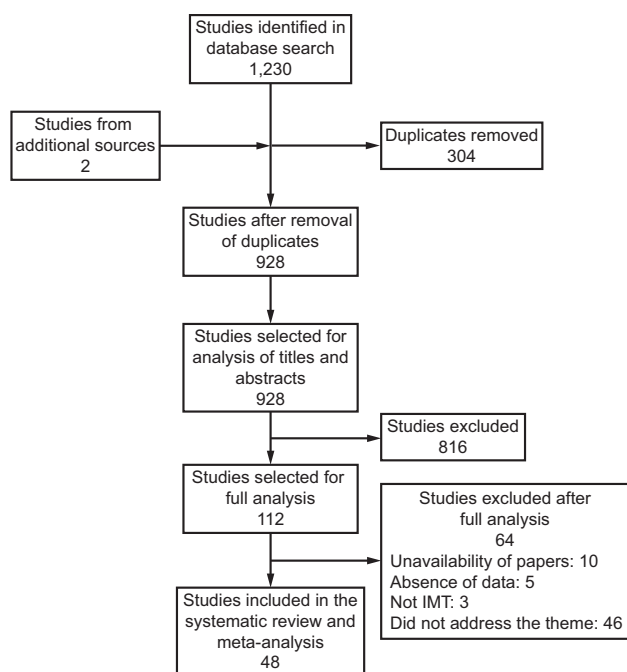 Studies identified in
database search
1,230
Studies from
additional sources
2
Duplicates removed
304
Studies after removal
of duplicates
928
Studies selected for
analysis of titles and
abstracts
928
Studies excluded
816
Studies selected for
full analysis
112
Studies excluded after
full analysis
64
Unavailability of papers: 10
Absence of data: 5
Not IMT: 3
Did not address the theme: 46
Studies included in the
systematic review and
meta-analysis
48